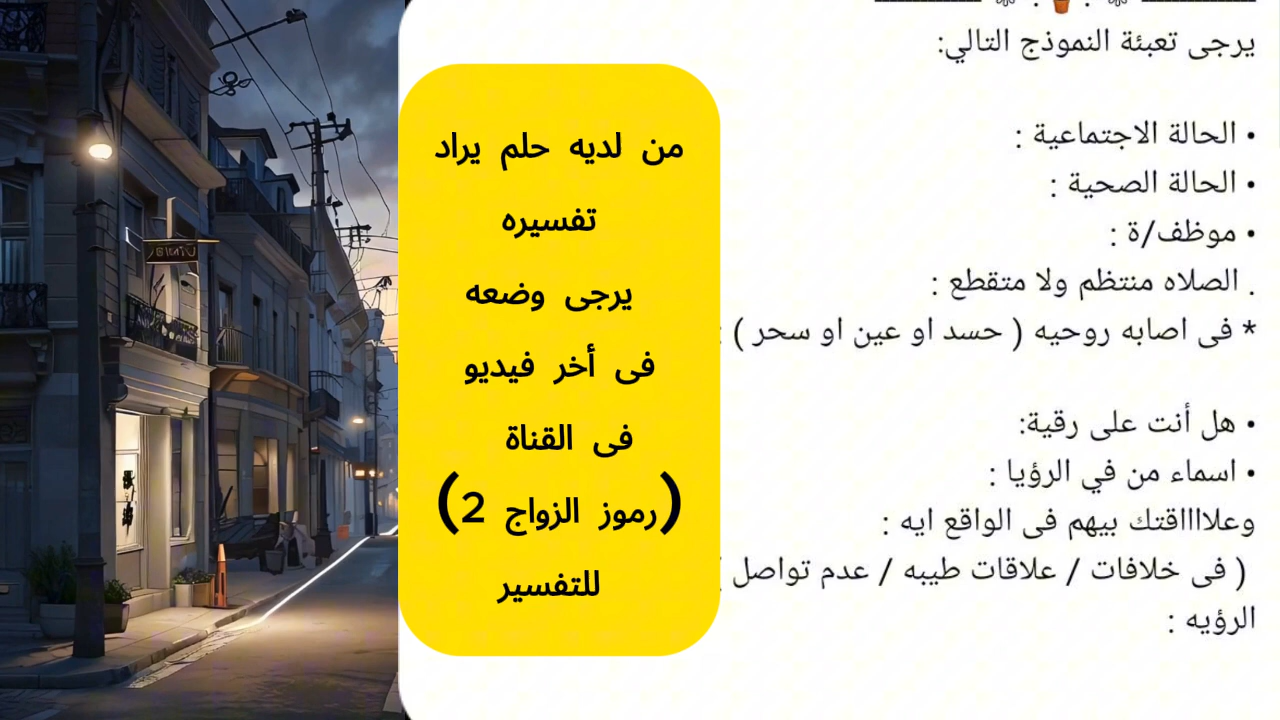 يرجى تعبئة النموذج التالي:
• الحالة الاجتماعية :
• الحالة الصحية :
• موظف/ة :
. الصلاه منتظم ولا متقطع :
* فى اصابه روحيه ( حسد او عين او سحر ) :
• هل أنت على رقية:
• اسماء من في الرؤيا :
وعلااااقتك بيهم فى الواقع ايه :
( فى خلافات / علاقات طيبه / عدم تواصل )
الرؤيه :
من لديه حلم يراد
تفسيره
يرجى وضعه
فى أخر فيديو
فى القناة
(رموز الزواج 2)
للتفسير